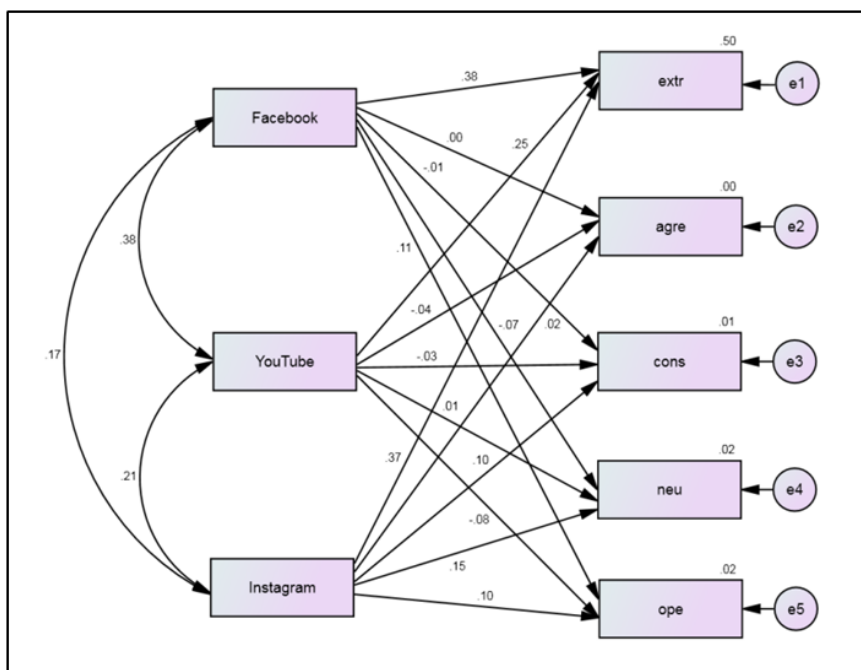 .50
extr
e1
.38
Facebook
.00
.25
-.01
.00
agre
e2
.38
.11
-.04
-.07
.02
.01
cons
e3
.17
YouTube
-.03
.01
.37
.10
.02
neu
e4
.21
-.08
.15
.02
Instagram
.10
ope
e5